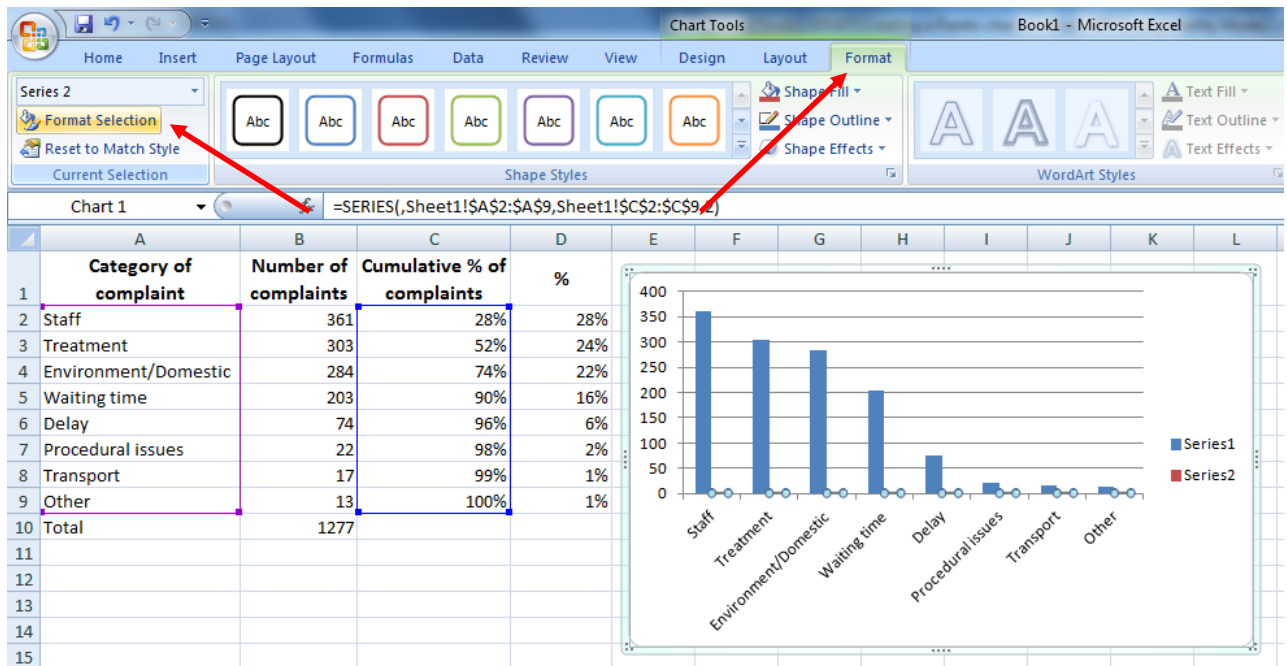 Chart Tools Book1 - Microsoft Excel
Home Insert Page Layout Formulas Data Review View Design Layout Format
Series 2
Format Selection
Reset to Match Style
Current Selection
Abc Abc Abc Abc Abc Abc Abc
Shape Fill
Shape Outline
Shape Effects
Shape Styles
A A A
Text Fill
Text Outline
Text Effects
WordArt Styles
Chart 1 fx =SERIES(,Sheet1!$A$2:$A$9,Sheet1!$C$2:$C$9,2)
A B C D E F G H I J K L
1 Category of complaint Number of complaints Cumulative % of complaints %
2 Staff 361 28% 28%
3 Treatment 303 52% 24%
4 Environment/Domestic 284 74% 22%
5 Waiting time 203 90% 16%
6 Delay 74 96% 6%
7 Procedural issues 22 98% 2%
8 Transport 17 99% 1%
9 Other 13 100% 1%
10 Total 1277
11
12
13
14
15
400
350
300
250
200
150
100
50
0
Staff
Treatment
Environment/Domestic
Waiting time
Delay
Procedural issues
Transport
Other
Series1
Series2